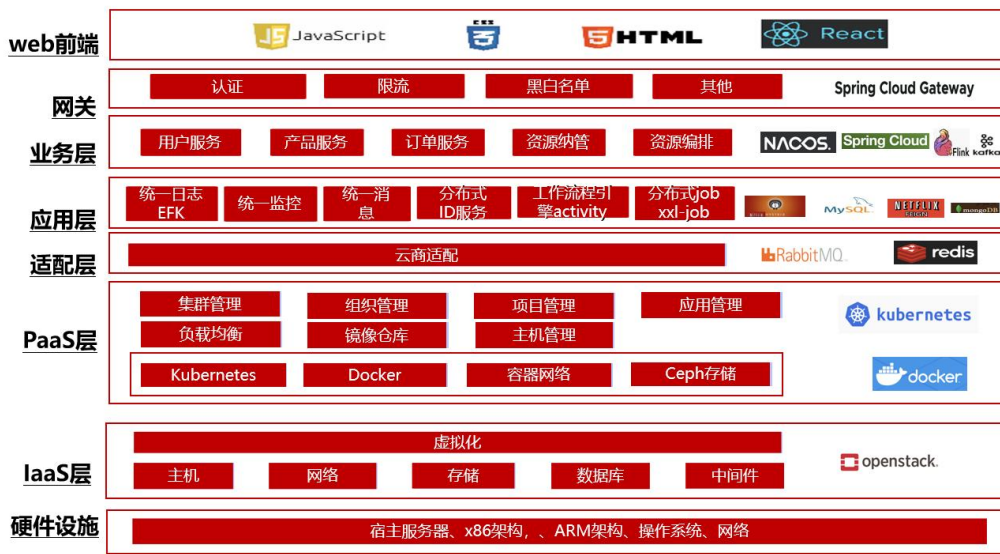 web前端
JavaScript
CSS
3
HTML
React
网关
认证
限流
黑白名单
其他
Spring Cloud Gateway
业务层
用户服务
产品服务
订单服务
资源纳管
资源编排
NACOS.
Spring Cloud
Flink
kafka
应用层
统一日志
EFK
统一监控
统一消
息
分布式
ID服务
工作流程引
擎activity
分布式job
xxl-job
MySQL
NETFLIX
FEIGN
mongoDB
适配层
云商适配
RabbitMQ
redis
PaaS层
集群管理
组织管理
项目管理
应用管理
负载均衡
镜像仓库
主机管理
kubernetes
Kubernetes
Docker
容器网络
Ceph存储
docker
IaaS层
虚拟化
主机
网络
存储
数据库
中间件
openstack.
硬件设施
宿主服务器、x86架构，、ARM架构、操作系统、网络